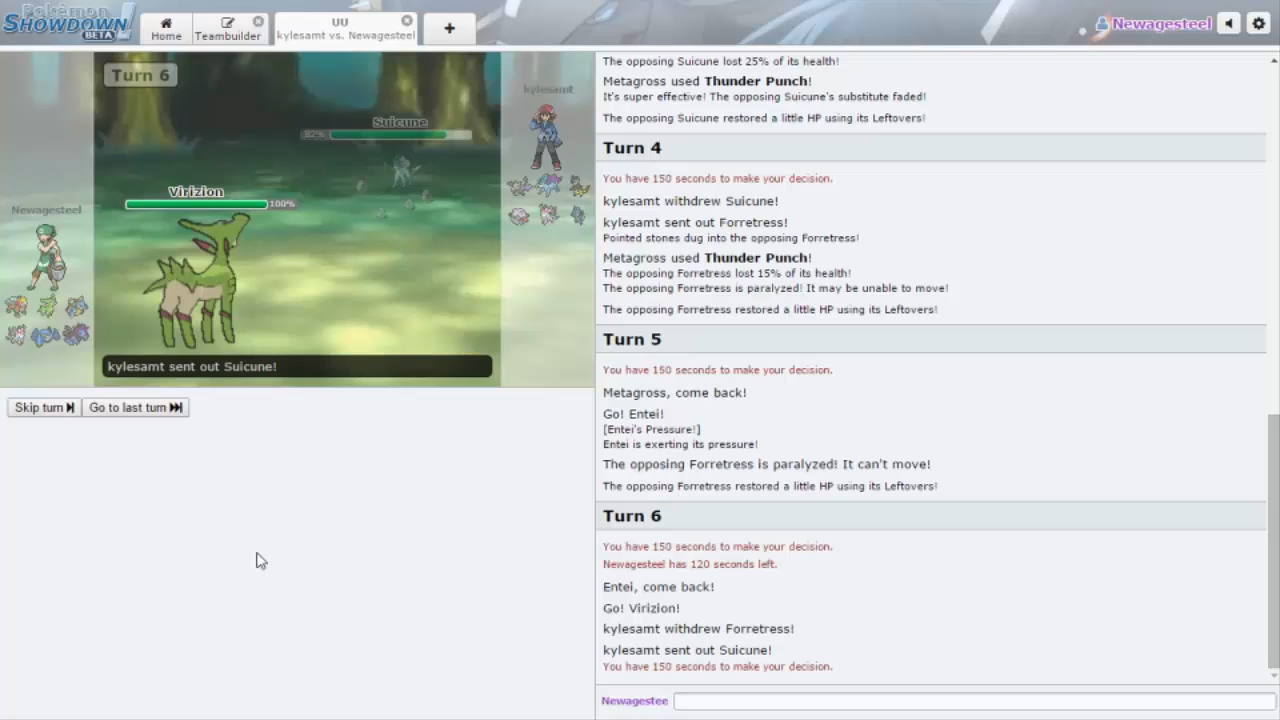 Pokémon
SHOWDOWN!
BETA
Home
Teambuilder
UU
kylesamt vs. Newagesteel
+
Newagesteel
Turn 6
kylesamt
Suicune
82%
Virizion
100%
Newagesteel
kylesamt sent out Suicune!
Skip turn
Go to last turn
The opposing Suicune lost 25% of its health!
Metagross used Thunder Punch!
It's super effective! The opposing Suicune's substitute faded!
The opposing Suicune restored a little HP using its Leftovers!
Turn 4
You have 150 seconds to make your decision.
kylesamt withdrew Suicune!
kylesamt sent out Forretress!
Pointed stones dug into the opposing Forretress!
Metagross used Thunder Punch!
The opposing Forretress lost 15% of its health!
The opposing Forretress is paralyzed! It may be unable to move!
The opposing Forretress restored a little HP using its Leftovers!
Turn 5
You have 150 seconds to make your decision.
Metagross, come back!
Go! Entei!
[Entei's Pressure!]
Entei is exerting its pressure!
The opposing Forretress is paralyzed! It can't move!
The opposing Forretress restored a little HP using its Leftovers!
Turn 6
You have 150 seconds to make your decision.
Newagesteel has 120 seconds left.
Entei, come back!
Go! Virizion!
kylesamt withdrew Forretress!
kylesamt sent out Suicune!
You have 150 seconds to make your decision.
Newagestee